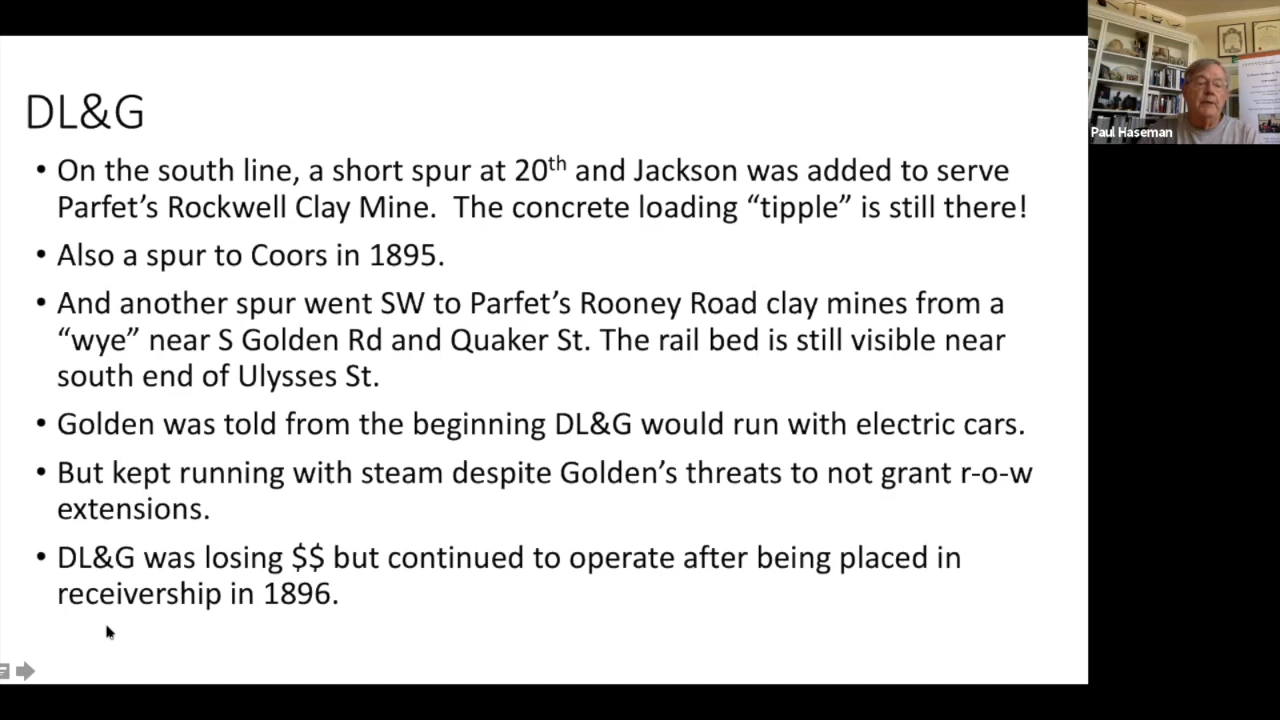 DL&G
• On the south line, a short spur at 20th and Jackson was added to serve
Parfet’s Rockwell Clay Mine.  The concrete loading “tipple” is still there!
• Also a spur to Coors in 1895.
• And another spur went SW to Parfet’s Rooney Road clay mines from a
“wye” near S Golden Rd and Quaker St. The rail bed is still visible near
south end of Ulysses St.
• Golden was told from the beginning DL&G would run with electric cars.
• But kept running with steam despite Golden’s threats to not grant r-o-w
extensions.
• DL&G was losing $$ but continued to operate after being placed in
receivership in 1896.
Paul Haseman